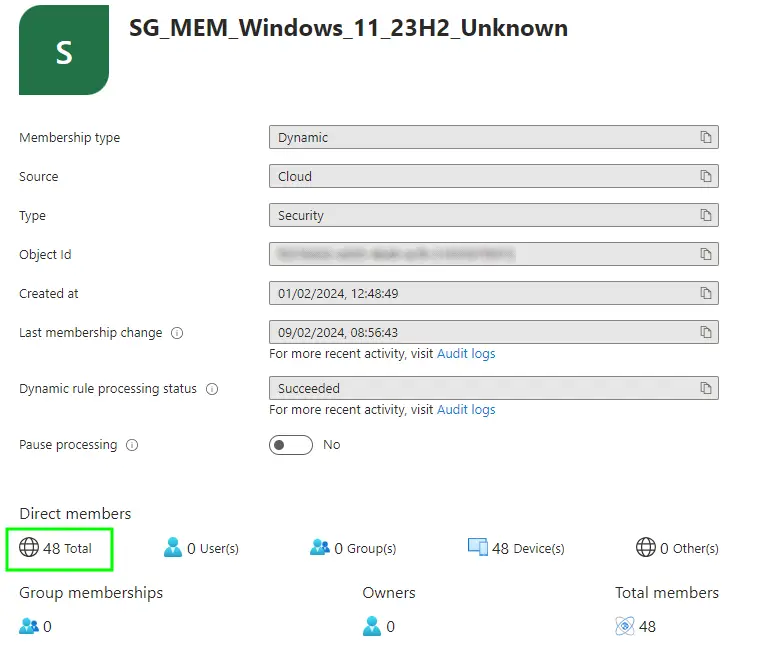 S
SG_MEM_Windows_11_23H2_Unknown
Membership type Dynamic
Source Cloud
Type Security
Object Id
Created at 01/02/2024, 12:48:49
Last membership change 09/02/2024, 08:56:43
For more recent activity, visit Audit logs
Dynamic rule processing status Succeeded
For more recent activity, visit Audit logs
Pause processing No
Direct members
48 Total 0 User(s) 0 Group(s) 48 Device(s) 0 Other(s)
Group memberships Owners Total members
0 0 48